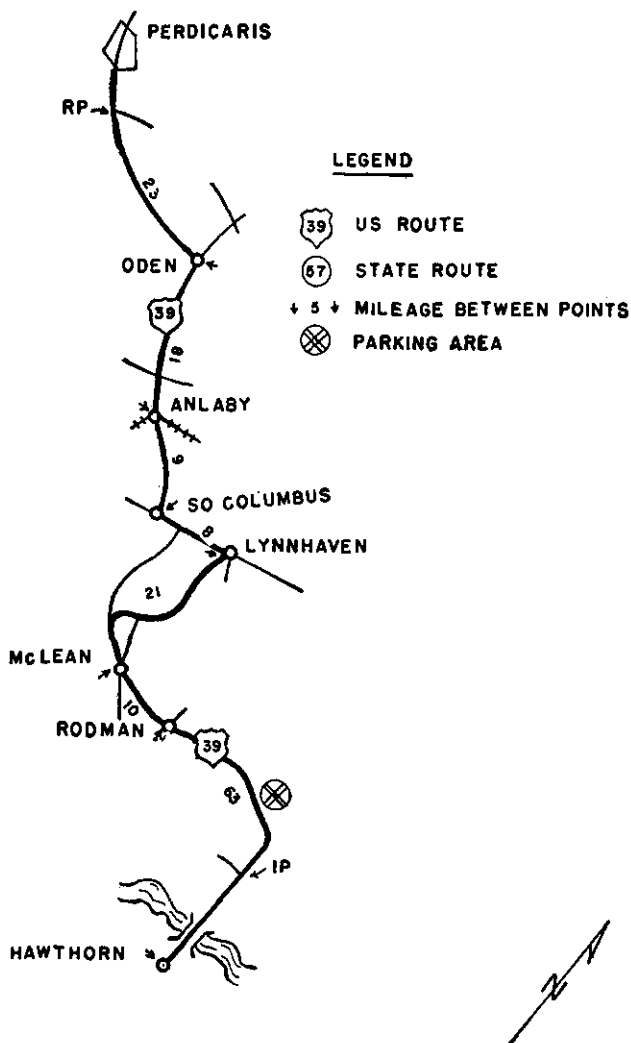 PERDICARIS
RP
LEGEND
23
39 US ROUTE
ODEN
57 STATE ROUTE
39
5 MILEAGE BETWEEN POINTS
18
PARKING AREA
ANLABY
9
SO COLUMBUS
8
LYNNHAVEN
21
McLEAN
10
RODMAN
39
63
IP
HAWTHORN
N